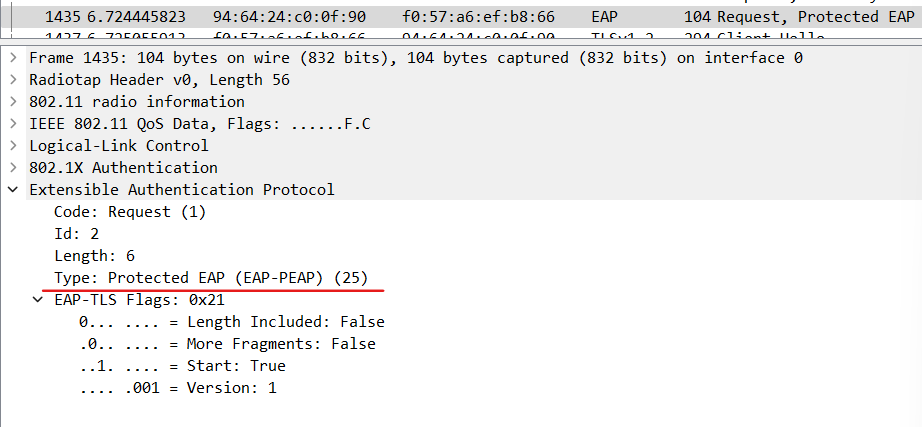 1435 6.724445823 94:64:24:c0:0f:90 f0:57:a6:ef:b8:66 EAP 104 Request, Protected EAP
1437 6.725055913 f0:57:a6:ef:b8:66 94:64:24:c0:0f:90 TLSv1.2 294 Client Hello
Frame 1435: 104 bytes on wire (832 bits), 104 bytes captured (832 bits) on interface 0
Radiotap Header v0, Length 56
802.11 radio information
IEEE 802.11 QoS Data, Flags: ......F.C
Logical-Link Control
802.1X Authentication
Extensible Authentication Protocol
Code: Request (1)
Id: 2
Length: 6
Type: Protected EAP (EAP-PEAP) (25)
EAP-TLS Flags: 0x21
0... .... = Length Included: False
.0.. .... = More Fragments: False
..1. .... = Start: True
.... .001 = Version: 1